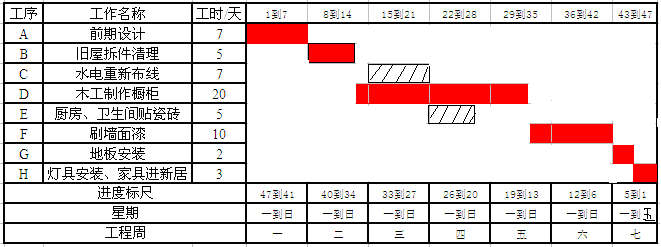 工序 工作名称 工时/天 1到7 8到14 15到21 22到28 29到35 36到42 43到47
A 前期设计 7
B 旧屋拆件清理 5
C 水电重新布线 7
D 木工制作橱柜 20
E 厨房、卫生间贴瓷砖 5
F 刷墙面漆 10
G 地板安装 2
H 灯具安装、家具进新居 3
进度标尺 47到41 40到34 33到27 26到20 19到13 12到6 5到1
星期 一到日 一到日 一到日 一到日 一到日 一到日 一到五
工程周 一 二 三 四 五 六 七